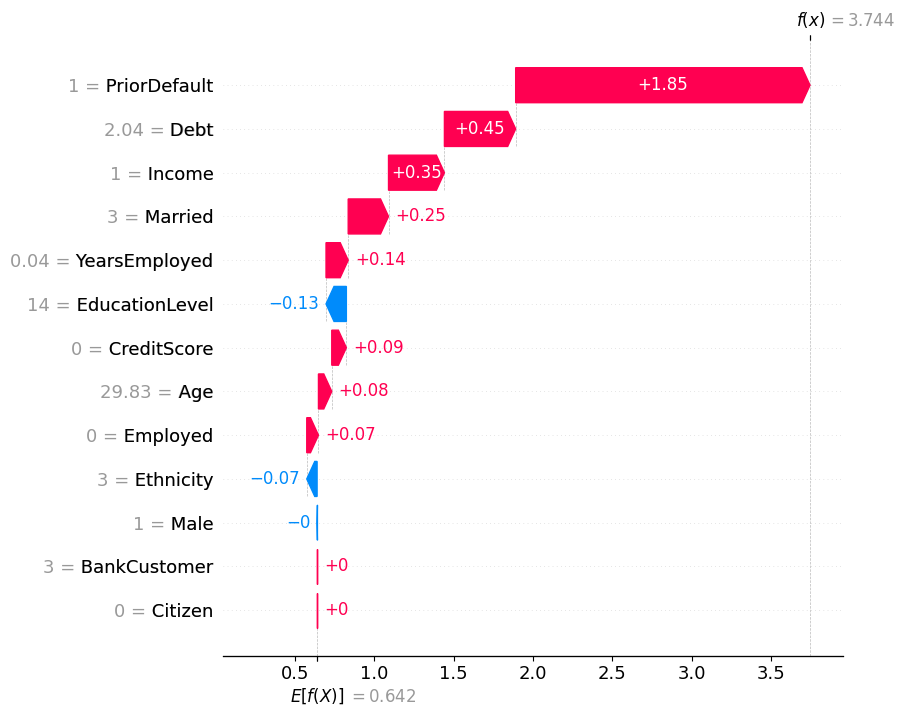 f(x) = 3.744
1 = PriorDefault +1.85
2.04 = Debt +0.45
1 = Income +0.35
3 = Married +0.25
0.04 = YearsEmployed +0.14
14 = EducationLevel −0.13
0 = CreditScore +0.09
29.83 = Age +0.08
0 = Employed +0.07
3 = Ethnicity −0.07
1 = Male −0
3 = BankCustomer +0
0 = Citizen +0
0.5 1.0 1.5 2.0 2.5 3.0 3.5
E[f(X)] = 0.642